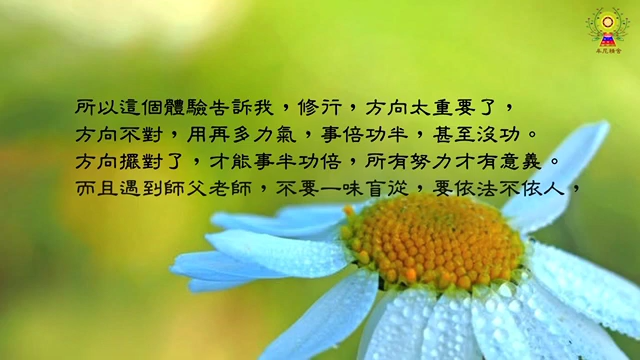 所以這個體驗告訴我，修行，方向太重要了，
方向不對，用再多力氣，事倍功半，甚至沒功。
方向擺對了，才能事半功倍，所有努力才有意義。
而且遇到師父老師，不要一味盲從，要依法不依人，